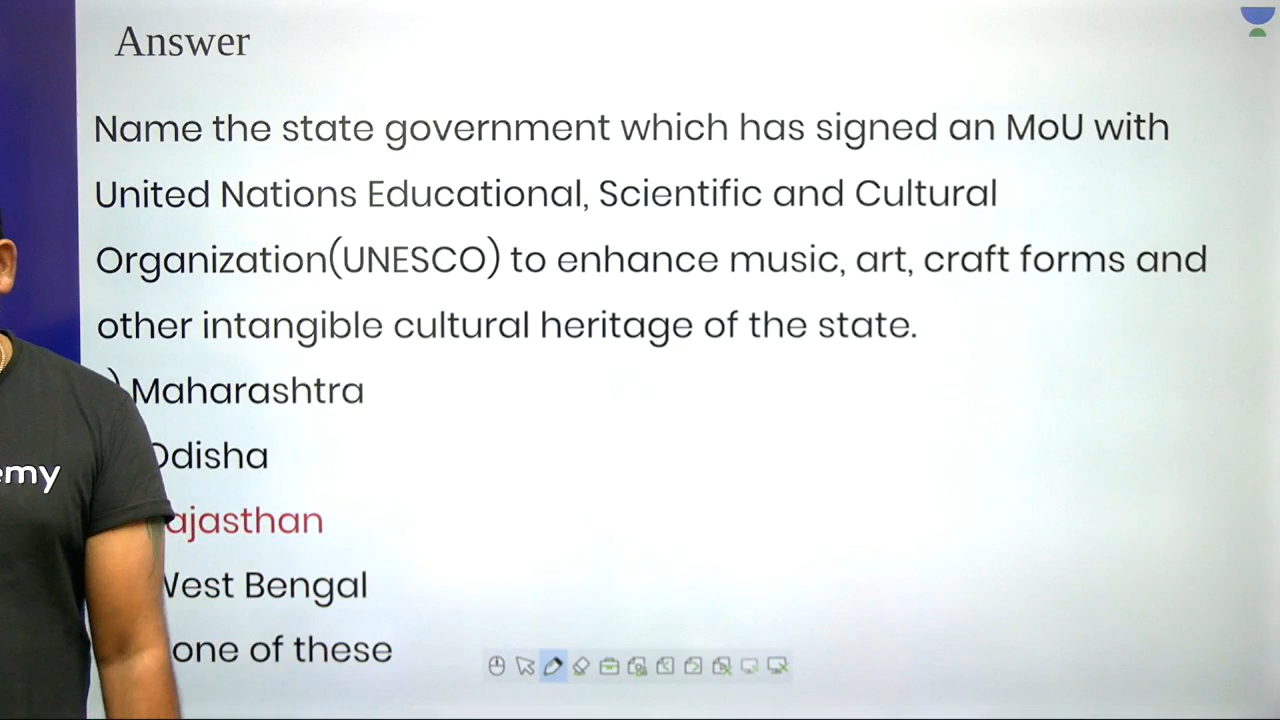 Answer
Name the state government which has signed an MoU with
United Nations Educational, Scientific and Cultural
Organization(UNESCO) to enhance music, art, craft forms and
other intangible cultural heritage of the state.
) Maharashtra
Odisha
ajasthan
West Bengal
one of these
emy